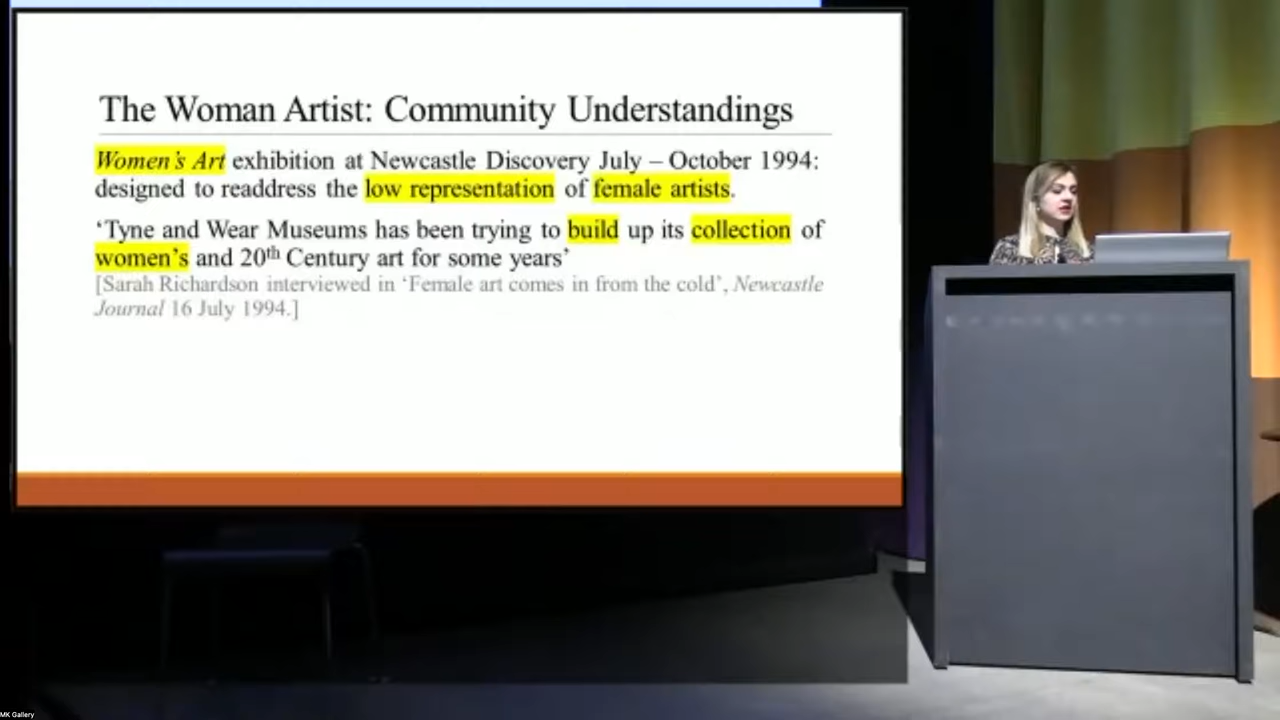 The Woman Artist: Community Understandings
Women's Art exhibition at Newcastle Discovery July – October 1994:
designed to readdress the low representation of female artists.
‘Tyne and Wear Museums has been trying to build up its collection of
women's and 20th Century art for some years’
[Sarah Richardson interviewed in ‘Female art comes in from the cold’, Newcastle
Journal 16 July 1994.]
MK Gallery